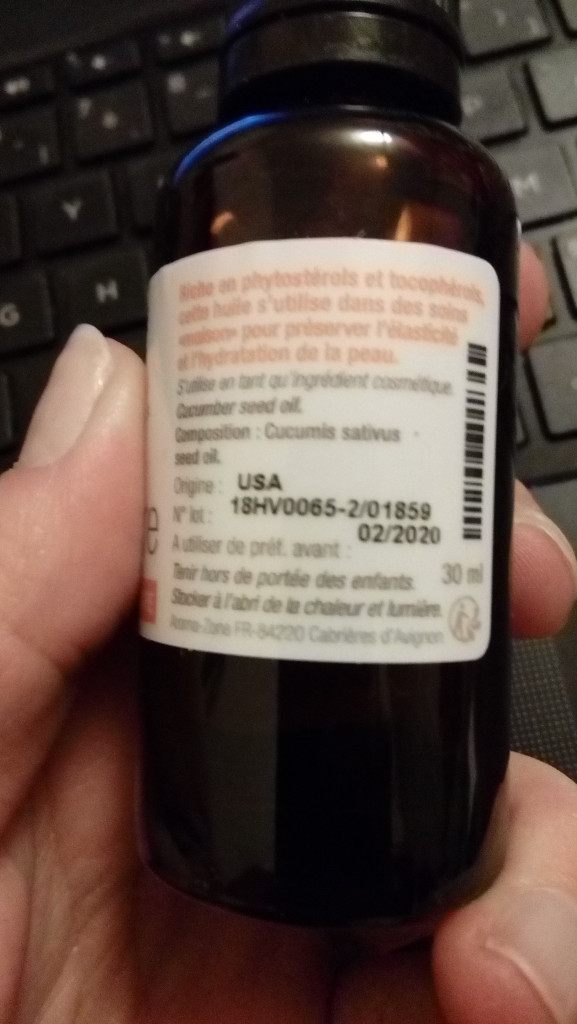 Riche en phytostérols et tocophérols,
cette huile s'utilise dans des soins
«maison» pour préserver l'élasticité
et l'hydratation de la peau.
S'utilise en tant qu'ingrédient cosmétique.
Cucumber seed oil.
Composition : Cucumis sativus
seed oil.
Origine : USA
N° lot : 18HV0065-2/01859
02/2020
A utiliser de préf. avant :
Tenir hors de portée des enfants. 30 ml
Stocker à l'abri de la chaleur et lumière.
Aroma-Zone FR-84220 Cabrières d'Avignon
Y
H
G
M